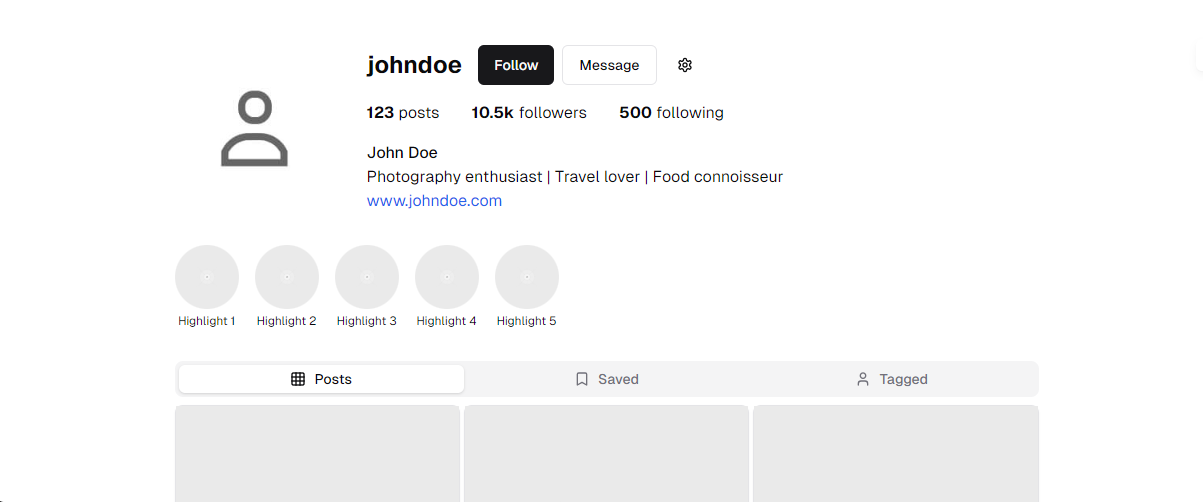 johndoe Follow Message
123 posts 10.5k followers 500 following
John Doe
Photography enthusiast | Travel lover | Food connoisseur
www.johndoe.com
Highlight 1 Highlight 2 Highlight 3 Highlight 4 Highlight 5
Posts Saved Tagged